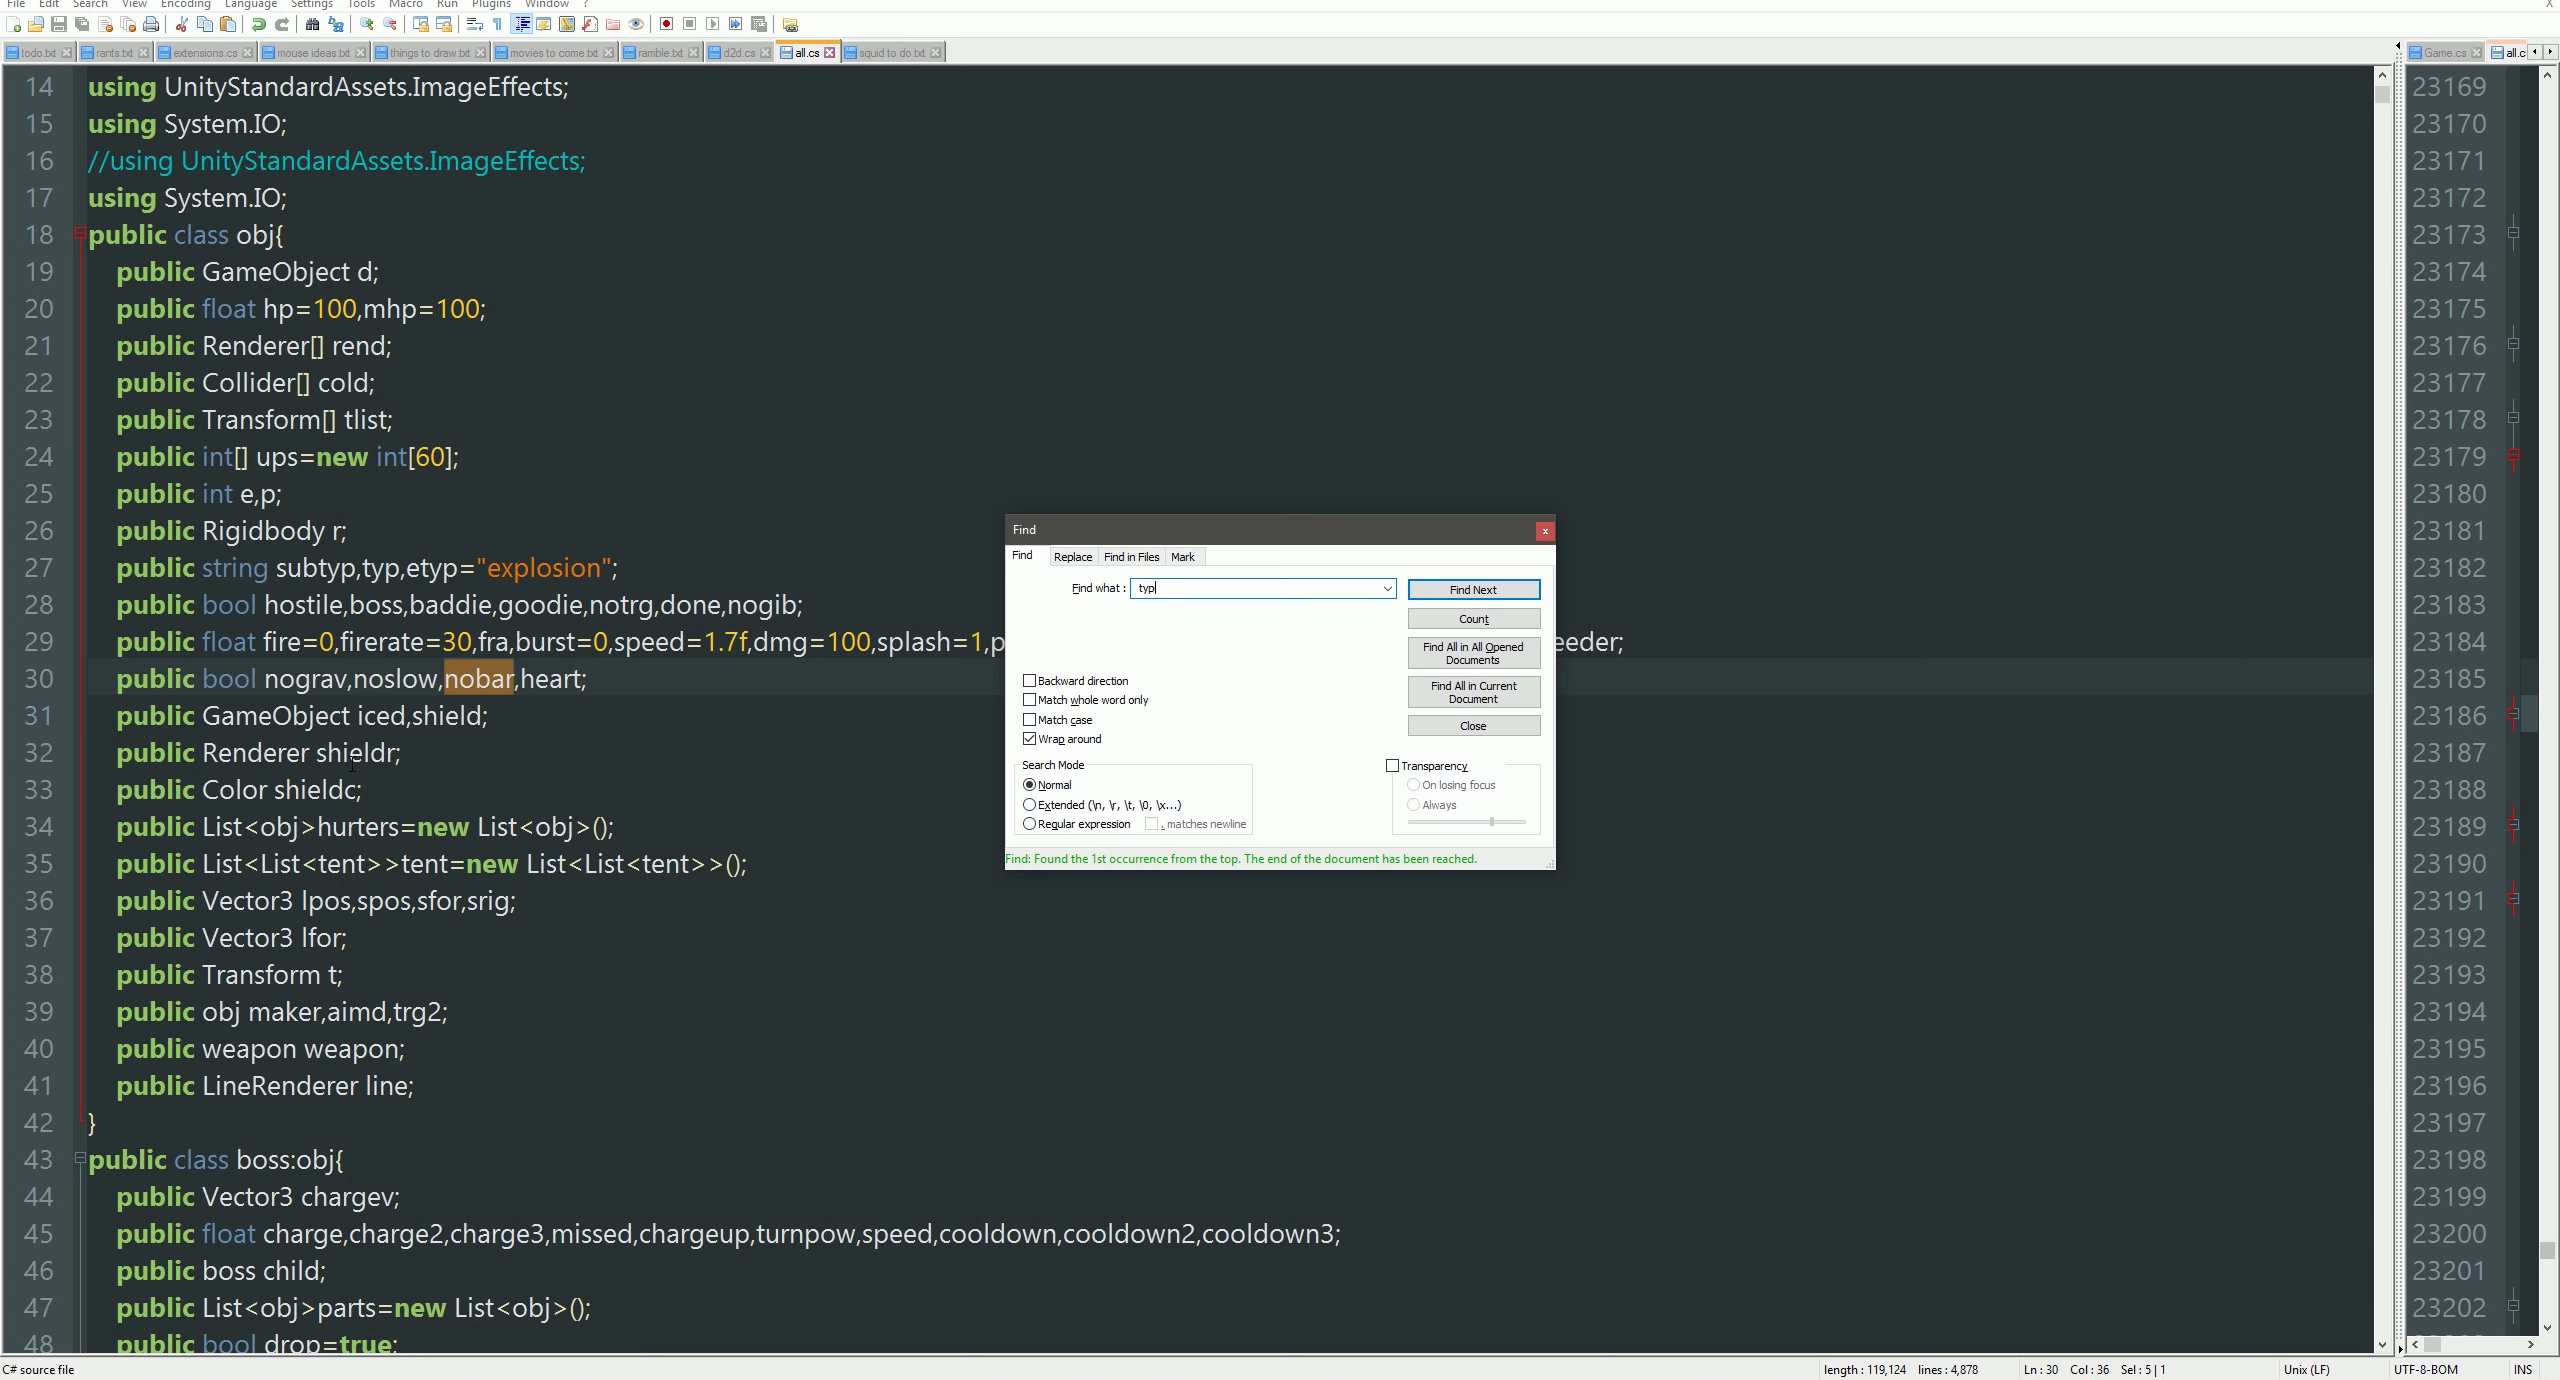 File Edit Search View Encoding Language Settings Tools Macro Run Plugins Window ? X
todo.txt rants.txt extensions.cs mouse ideas.txt things to draw.txt movies to come.txt ramble.txt d2d.cs all.cs squid to do.txt Game.cs all.c
14 using UnityStandardAssets.ImageEffects;
15 using System.IO;
16 //using UnityStandardAssets.ImageEffects;
17 using System.IO;
18 public class obj{
19 public GameObject d;
20 public float hp=100,mhp=100;
21 public Renderer[] rend;
22 public Collider[] cold;
23 public Transform[] tlist;
24 public int[] ups=new int[60];
25 public int e,p;
26 public Rigidbody r;
27 public string subtyp,typ,etyp="explosion";
28 public bool hostile,boss,baddie,goodie,notrg,done,nogib;
29 public float fire=0,firerate=30,fra,burst=0,speed=1.7f,dmg=100,splash=1,p eeder;
30 public bool nograv,noslow,nobar,heart;
31 public GameObject iced,shield;
32 public Renderer shieldr;
33 public Color shieldc;
34 public List<obj>hurters=new List<obj>();
35 public List<List<tent>>tent=new List<List<tent>>();
36 public Vector3 lpos,spos,sfor,srig;
37 public Vector3 lfor;
38 public Transform t;
39 public obj maker,aimd,trg2;
40 public weapon weapon;
41 public LineRenderer line;
42 }
43 public class boss:obj{
44 public Vector3 chargev;
45 public float charge,charge2,charge3,missed,chargeup,turnpow,speed,cooldown,cooldown2,cooldown3;
46 public boss child;
47 public List<obj>parts=new List<obj>();
48 public bool drop=true;
Find x
Find Replace Find in Files Mark
Find what : typ
Find Next
Count
Find All in All Opened
Documents
Find All in Current
Document
Close
Backward direction
Match whole word only
Match case
Wrap around
Search Mode
Normal
Extended (\n, \r, \t, \0, \x...)
Regular expression . matches newline
Transparency
On losing focus
Always
Find: Found the 1st occurrence from the top. The end of the document has been reached.
23169
23170
23171
23172
23173
23174
23175
23176
23177
23178
23179
23180
23181
23182
23183
23184
23185
23186
23187
23188
23189
23190
23191
23192
23193
23194
23195
23196
23197
23198
23199
23200
23201
23202
C# source file length : 119,124 lines : 4,878 Ln : 30 Col : 36 Sel : 5 | 1 Unix (LF) UTF-8-BOM INS